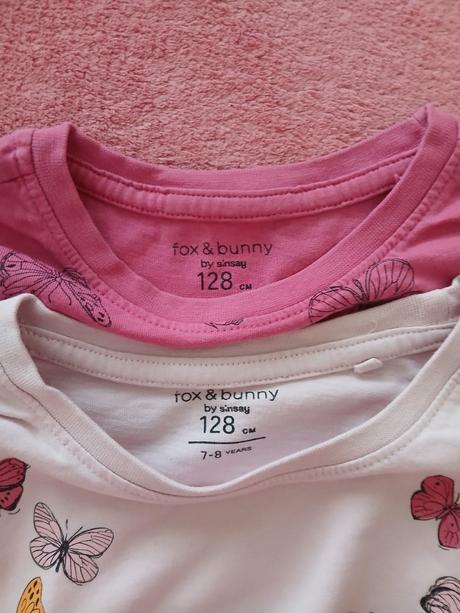 fox & bunny
by sinsay
128 CM
fox & bunny
by sinsay
128 CM
7-8 YEARS